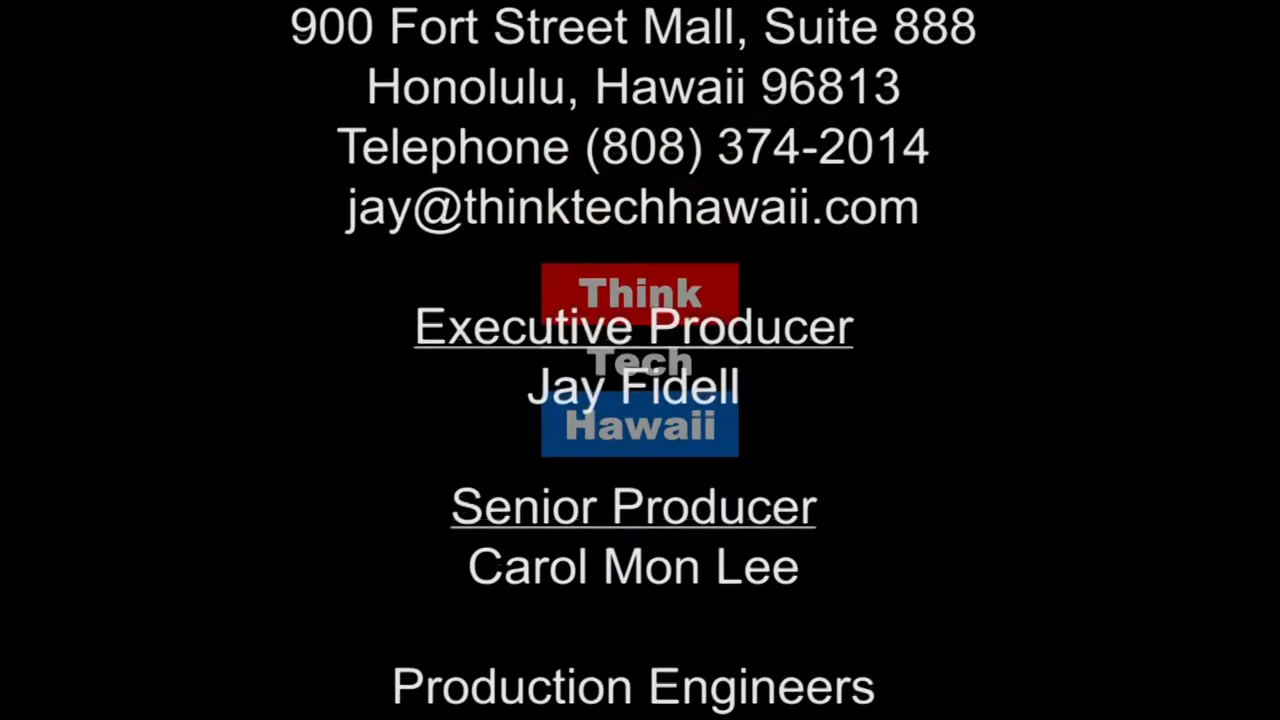 900 Fort Street Mall, Suite 888
Honolulu, Hawaii 96813
Telephone (808) 374-2014
jay@thinktechhawaii.com
Think
Executive Producer
Tech
Jay Fidell
Hawaii
Senior Producer
Carol Mon Lee
Production Engineers